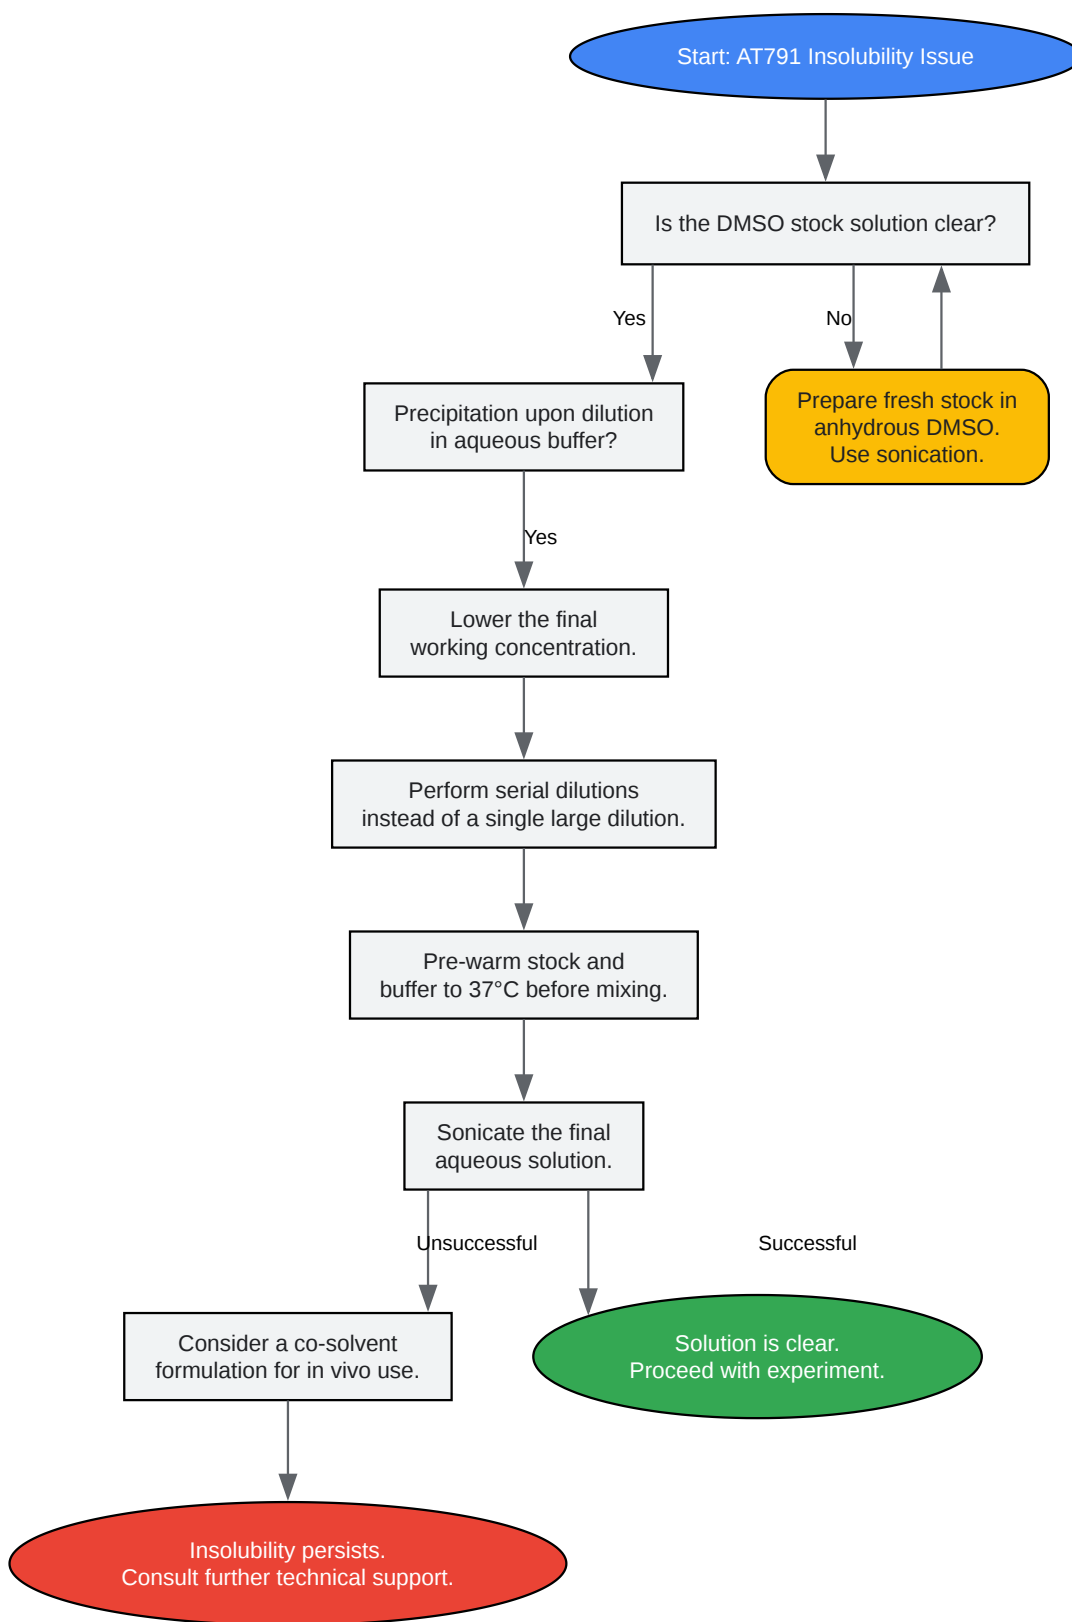 Start: AT791 Insolubility Issue
Is the DMSO stock solution clear?
Yes
No
Precipitation upon dilution
in aqueous buffer?
Prepare fresh stock in
anhydrous DMSO.
Use sonication.
Yes
Lower the final
working concentration.
Perform serial dilutions
instead of a single large dilution.
Pre-warm stock and
buffer to 37°C before mixing.
Sonicate the final
aqueous solution.
Unsuccessful
Successful
Consider a co-solvent
formulation for in vivo use.
Solution is clear.
Proceed with experiment.
Insolubility persists.
Consult further technical support.